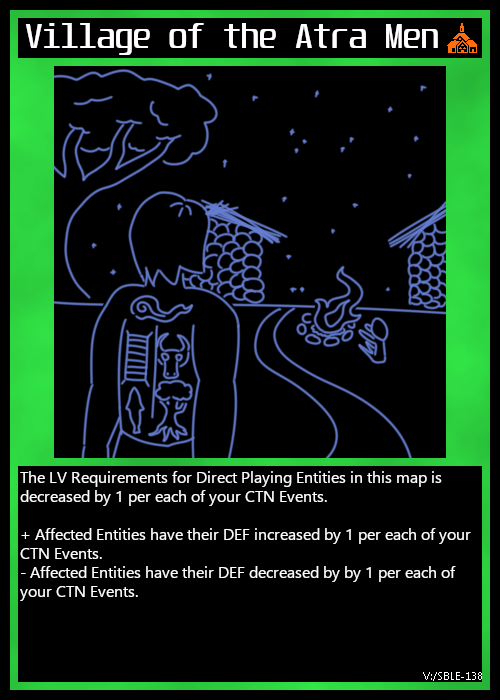 Village of the Atra Men
The LV Requirements for Direct Playing Entities in this map is
decreased by 1 per each of your CTN Events.
+ Affected Entities have their DEF increased by 1 per each of your
CTN Events.
- Affected Entities have their DEF decreased by by 1 per each of
your CTN Events.
V:/SBLE-138